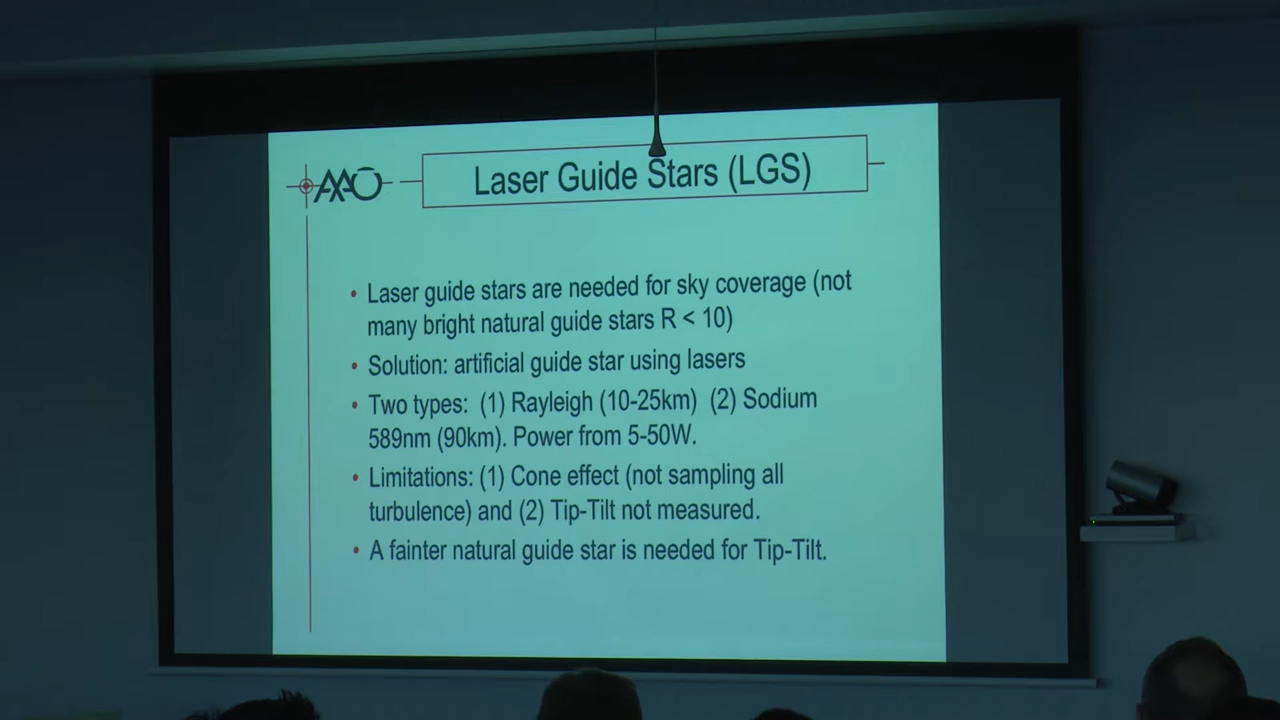 AAO
Laser Guide Stars (LGS)
• Laser guide stars are needed for sky coverage (not
many bright natural guide stars R < 10)
• Solution: artificial guide star using lasers
• Two types: (1) Rayleigh (10-25km) (2) Sodium
589nm (90km). Power from 5-50W.
• Limitations: (1) Cone effect (not sampling all
turbulence) and (2) Tip-Tilt not measured.
• A fainter natural guide star is needed for Tip-Tilt.